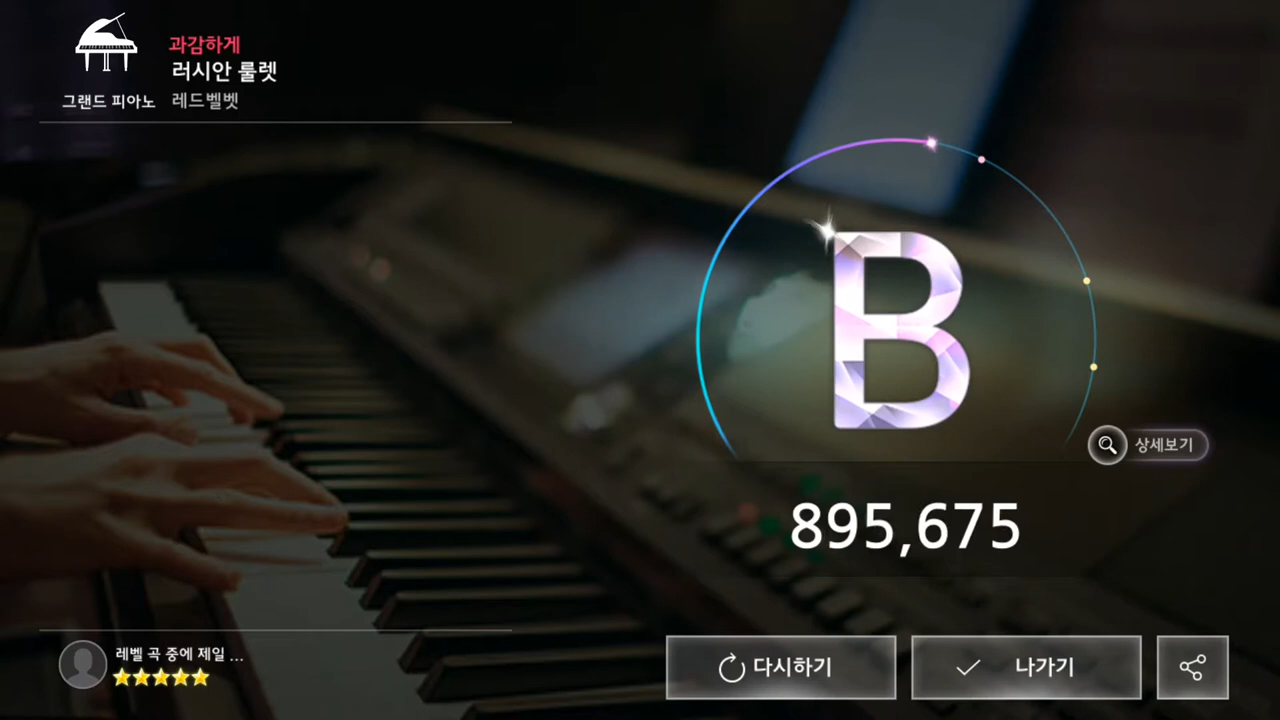 과감하게
러시안 룰렛
그랜드 피아노
레드벨벳
B
상세보기
895,675
레벨 곡 중에 제일 ...
다시하기
나가기